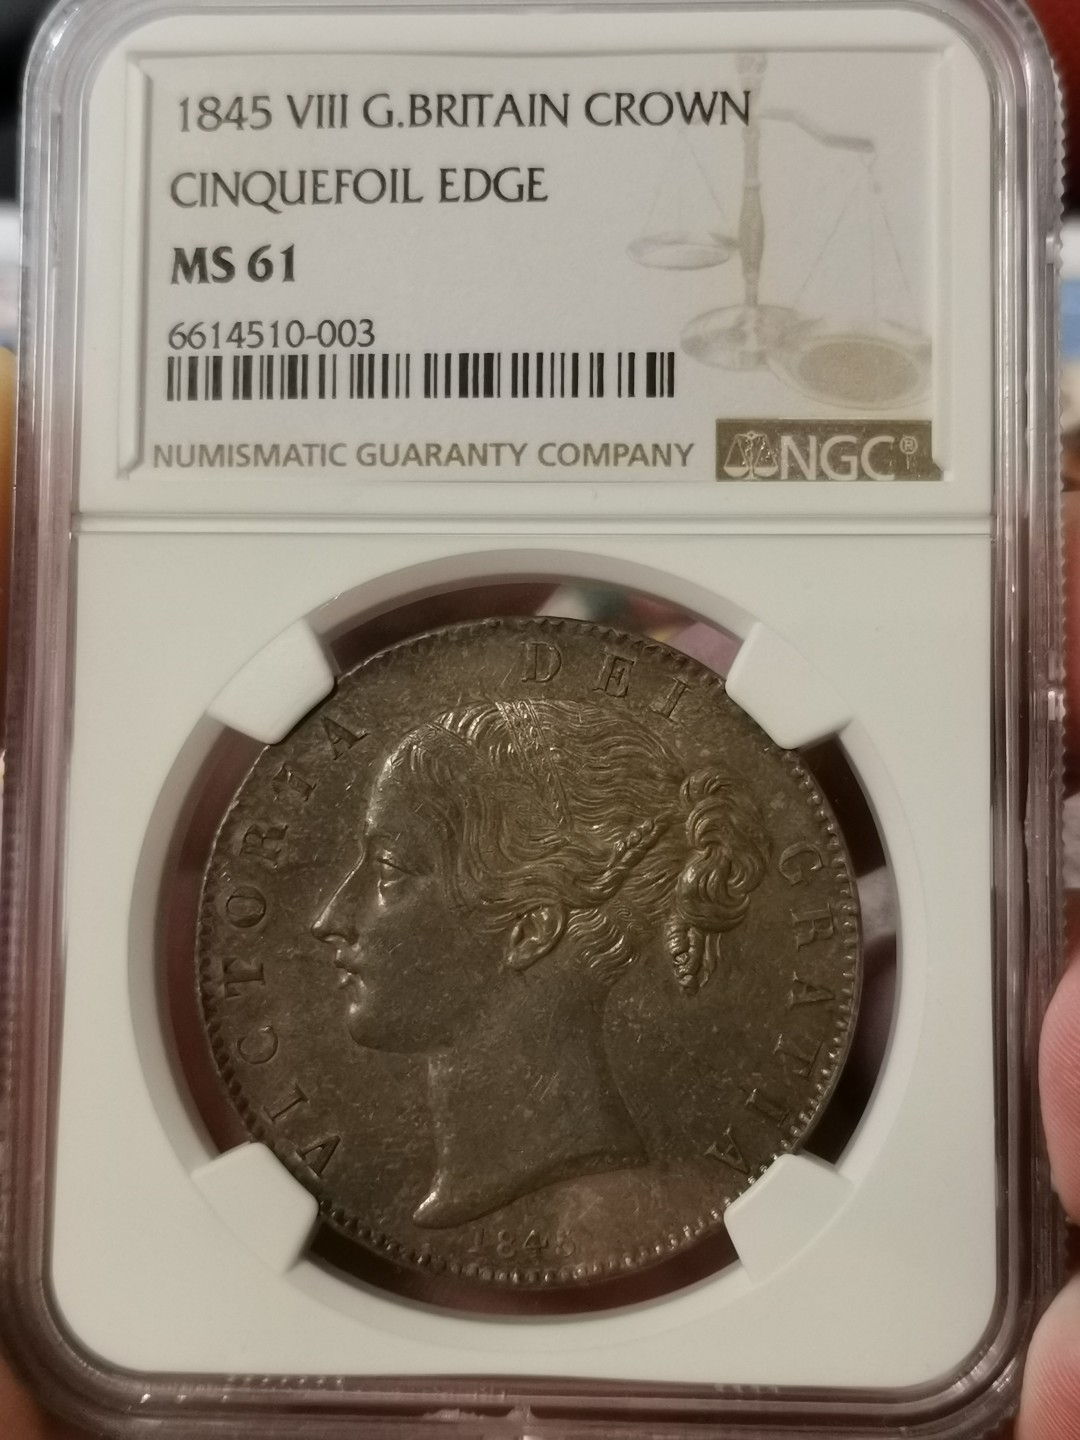 1845 VIII G.BRITAIN CROWN
CINQUEFOIL EDGE
MS 61
6614510-003
NUMISMATIC GUARANTY COMPANY NGC®
VICTORIA DEI GRATIA
1845